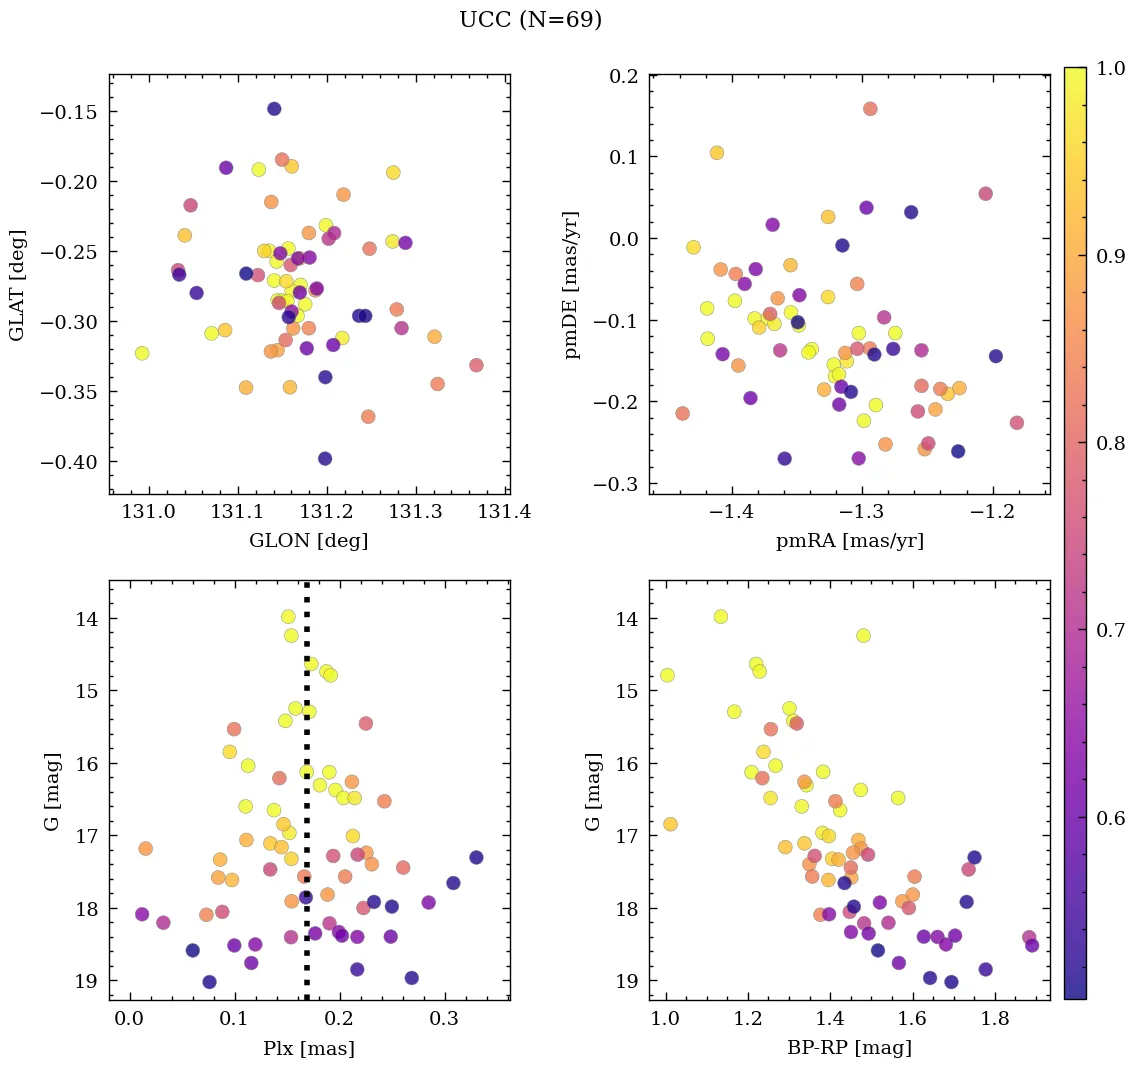 UCC (N=69)
−0.15
−0.20
−0.25
−0.30
−0.35
−0.40
GLAT [deg]
131.0 131.1 131.2 131.3 131.4
GLON [deg]
0.2
0.1
0.0
−0.1
−0.2
−0.3
pmDE [mas/yr]
−1.4 −1.3 −1.2
pmRA [mas/yr]
14
15
16
17
18
19
G [mag]
0.0 0.1 0.2 0.3
Plx [mas]
14
15
16
17
18
19
G [mag]
1.0 1.2 1.4 1.6 1.8
BP-RP [mag]
1.0
0.9
0.8
0.7
0.6